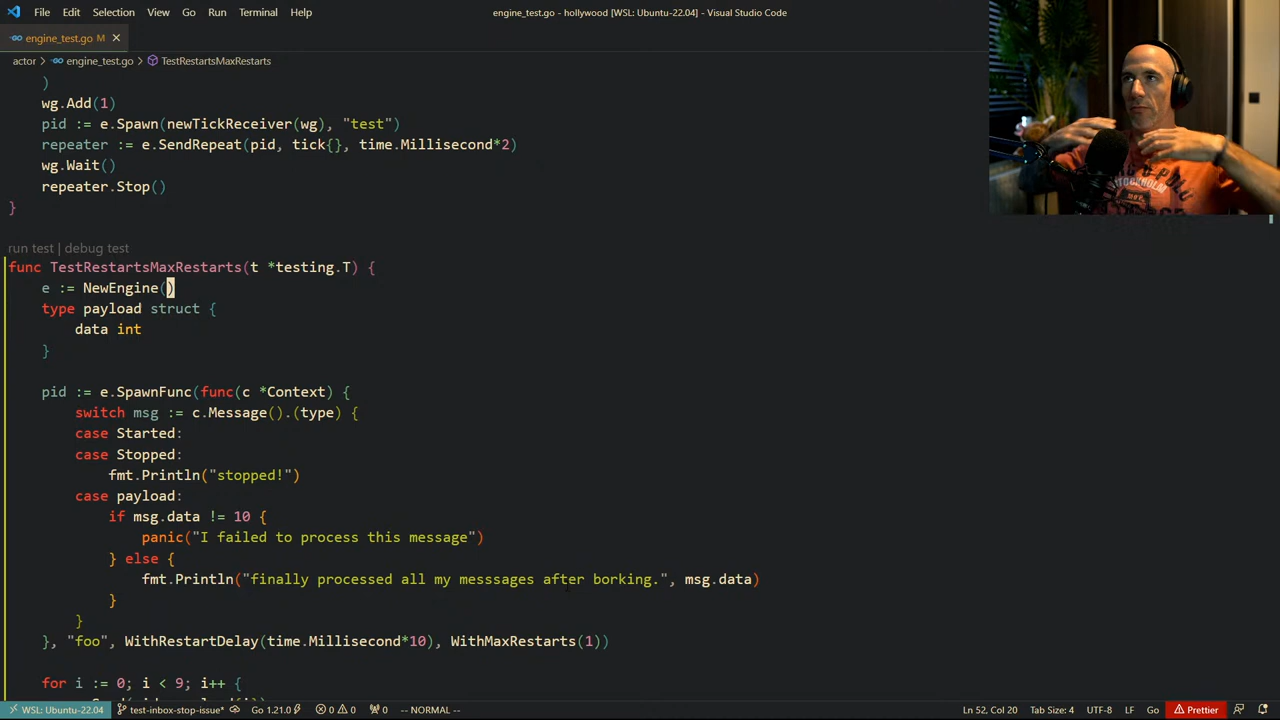 File Edit Selection View Go Run Terminal Help
engine_test.go - hollywood [WSL: Ubuntu-22.04] - Visual Studio Code
engine_test.go M
actor > engine_test.go > TestRestartsMaxRestarts
)
wg.Add(1)
pid := e.Spawn(newTickReceiver(wg), "test")
repeater := e.SendRepeat(pid, tick{}, time.Millisecond*2)
wg.Wait()
repeater.Stop()
}
run test | debug test
func TestRestartsMaxRestarts(t *testing.T) {
e := NewEngine()
type payload struct {
data int
}
pid := e.SpawnFunc(func(c *Context) {
switch msg := c.Message().(type) {
case Started:
case Stopped:
fmt.Println("stopped!")
case payload:
if msg.data != 10 {
panic("I failed to process this message")
} else {
fmt.Println("finally processed all my messsages after borking.", msg.data)
}
}
}, "foo", WithRestartDelay(time.Millisecond*10), WithMaxRestarts(1))
for i := 0; i < 9; i++ {
STOCKHOLM
WSL: Ubuntu-22.04 test-inbox-stop-issue* Go 1.21.0 0 0 0 -- NORMAL -- Ln 52, Col 20 Tab Size: 4 UTF-8 LF Go Prettier